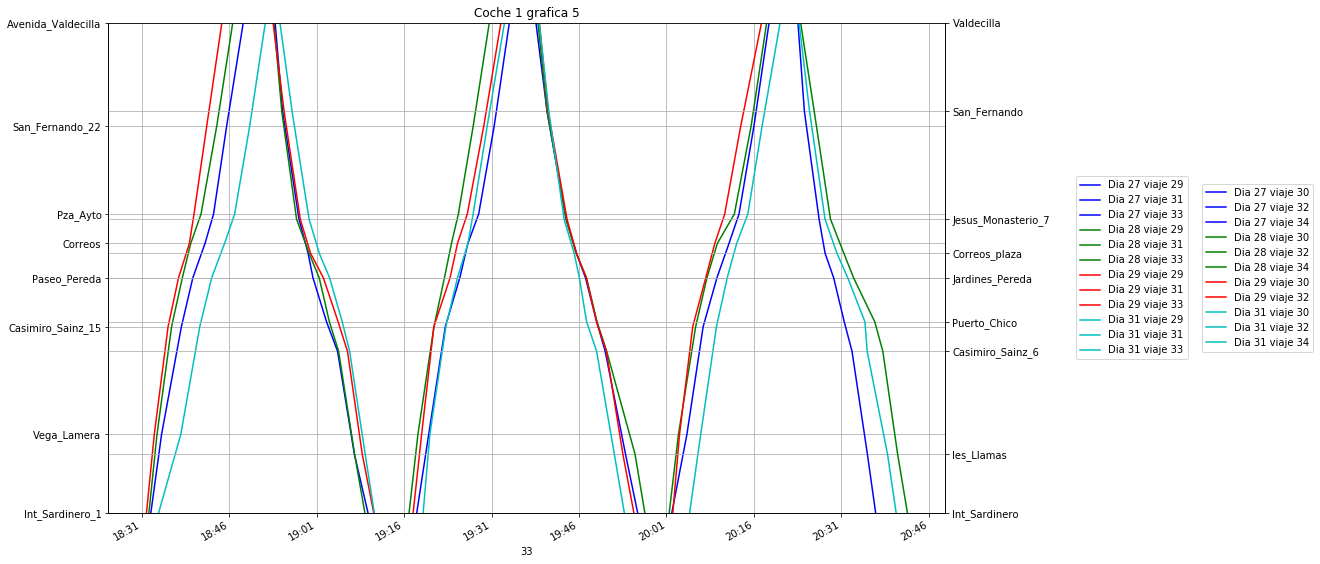 Coche 1 grafica 5
Avenida_Valdecilla
San_Fernando_22
Pza_Ayto
Correos
Paseo_Pereda
Casimiro_Sainz_15
Vega_Lamera
Int_Sardinero_1
Valdecilla
San_Fernando
Jesus_Monasterio_7
Correos_plaza
Jardines_Pereda
Puerto_Chico
Casimiro_Sainz_6
Ies_Llamas
Int_Sardinero
18:31
18:46
19:01
19:16
19:31
19:46
20:01
20:16
20:31
20:46
33
Dia 27 viaje 29
Dia 27 viaje 31
Dia 27 viaje 33
Dia 28 viaje 29
Dia 28 viaje 31
Dia 28 viaje 33
Dia 29 viaje 29
Dia 29 viaje 31
Dia 29 viaje 33
Dia 31 viaje 29
Dia 31 viaje 31
Dia 31 viaje 33
Dia 27 viaje 30
Dia 27 viaje 32
Dia 27 viaje 34
Dia 28 viaje 30
Dia 28 viaje 32
Dia 28 viaje 34
Dia 29 viaje 30
Dia 29 viaje 32
Dia 31 viaje 30
Dia 31 viaje 32
Dia 31 viaje 34